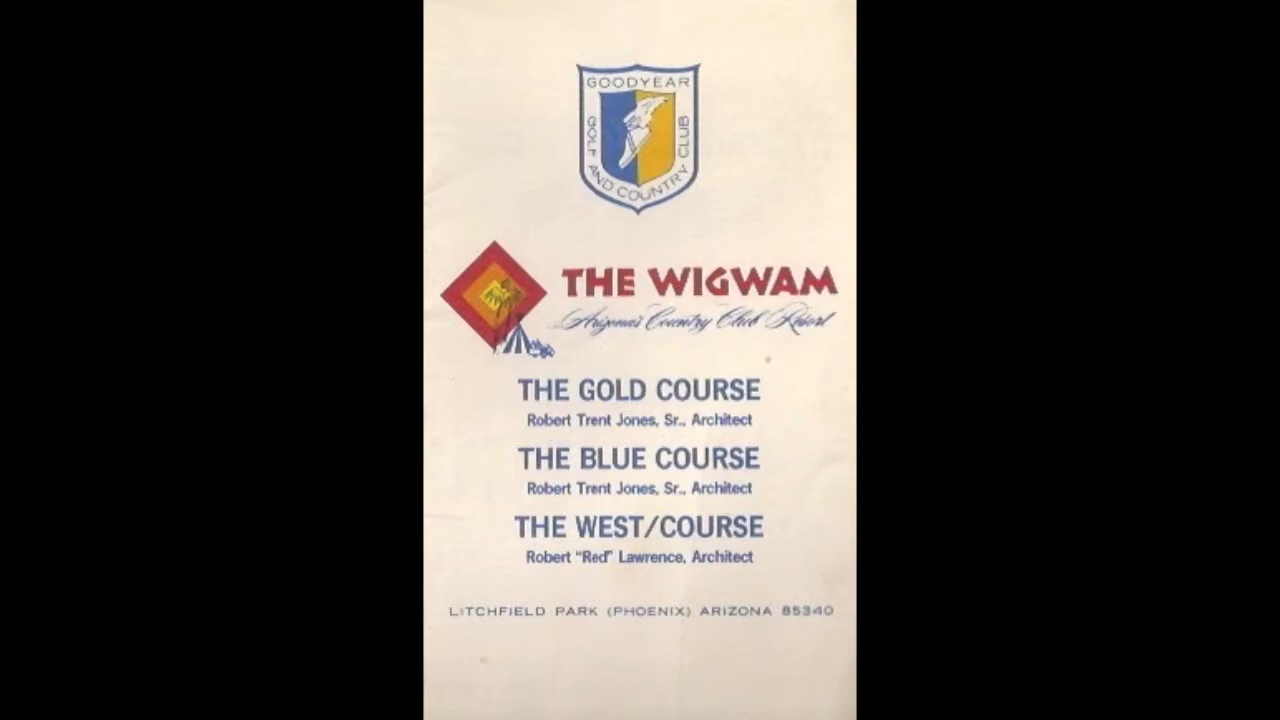 GOODYEAR
GOLF AND COUNTRY CLUB
THE WIGWAM
Arizona's Country Club Resort
THE GOLD COURSE
Robert Trent Jones, Sr., Architect
THE BLUE COURSE
Robert Trent Jones, Sr., Architect
THE WEST/COURSE
Robert "Red" Lawrence, Architect
LITCHFIELD PARK (PHOENIX) ARIZONA 85340